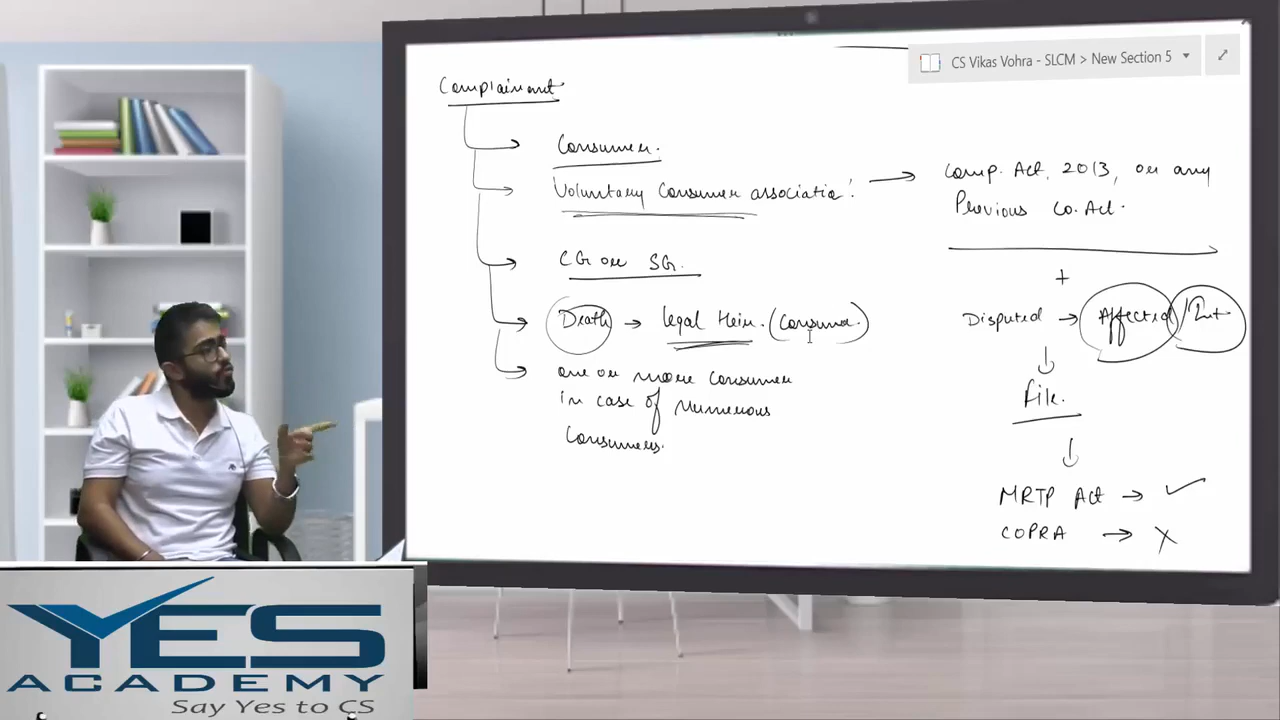 CS Vikas Vohra - SLCM > New Section 5
Complainant
Consumer.
Voluntary Consumer associatio!
Comp. Act, 2013, or any
Previous Co. Act.
+
CG or SG.
Death → legal Heir. (Consumer.)
Disputed → Affected /
one or more consumer
in case of Numerous
Consumers.
File.
MRTP Act → ✓
COPRA → X
YES
ACADEMY
Say Yes to CS